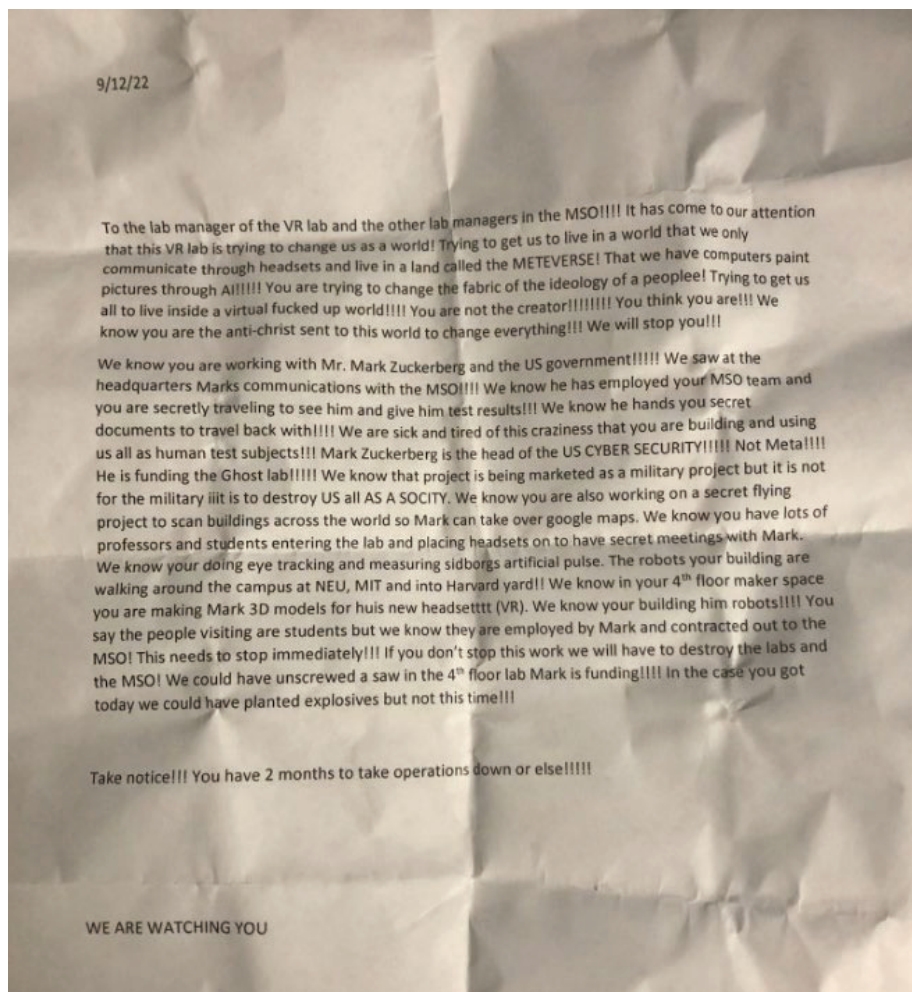 9/12/22
To the lab manager of the VR lab and the other lab managers in the MSO!!!! It has come to our attention
that this VR lab is trying to change us as a world! Trying to get us to live in a world that we only
communicate through headsets and live in a land called the METEVERSE! That we have computers paint
pictures through AI!!!!! You are trying to change the fabric of the ideology of a peoplee! Trying to get us
all to live inside a virtual fucked up world!!!! You are not the creator!!!!!!!! You think you are!!! We
know you are the anti-christ sent to this world to change everything!!! We will stop you!!!
We know you are working with Mr. Mark Zuckerberg and the US government!!!!! We saw at the
headquarters Marks communications with the MSO!!!! We know he has employed your MSO team and
you are secretly traveling to see him and give him test results!!! We know he hands you secret
documents to travel back with!!!! We are sick and tired of this craziness that you are building and using
us all as human test subjects!!! Mark Zuckerberg is the head of the US CYBER SECURITY!!!!! Not Meta!!!!
He is funding the Ghost lab!!!!! We know that project is being marketed as a military project but it is not
for the military iiit is to destroy US all AS A SOCITY. We know you are also working on a secret flying
project to scan buildings across the world so Mark can take over google maps. We know you have lots of
professors and students entering the lab and placing headsets on to have secret meetings with Mark.
We know your doing eye tracking and measuring sidborgs artificial pulse. The robots your building are
walking around the campus at NEU, MIT and into Harvard yard!! We know in your 4th floor maker space
you are making Mark 3D models for huis new headsetttt (VR). We know your building him robots!!!! You
say the people visiting are students but we know they are employed by Mark and contracted out to the
MSO! This needs to stop immediately!!! If you don't stop this work we will have to destroy the labs and
the MSO! We could have unscrewed a saw in the 4th floor lab Mark is funding!!!! In the case you got
today we could have planted explosives but not this time!!!
Take notice!!! You have 2 months to take operations down or else!!!!!
WE ARE WATCHING YOU